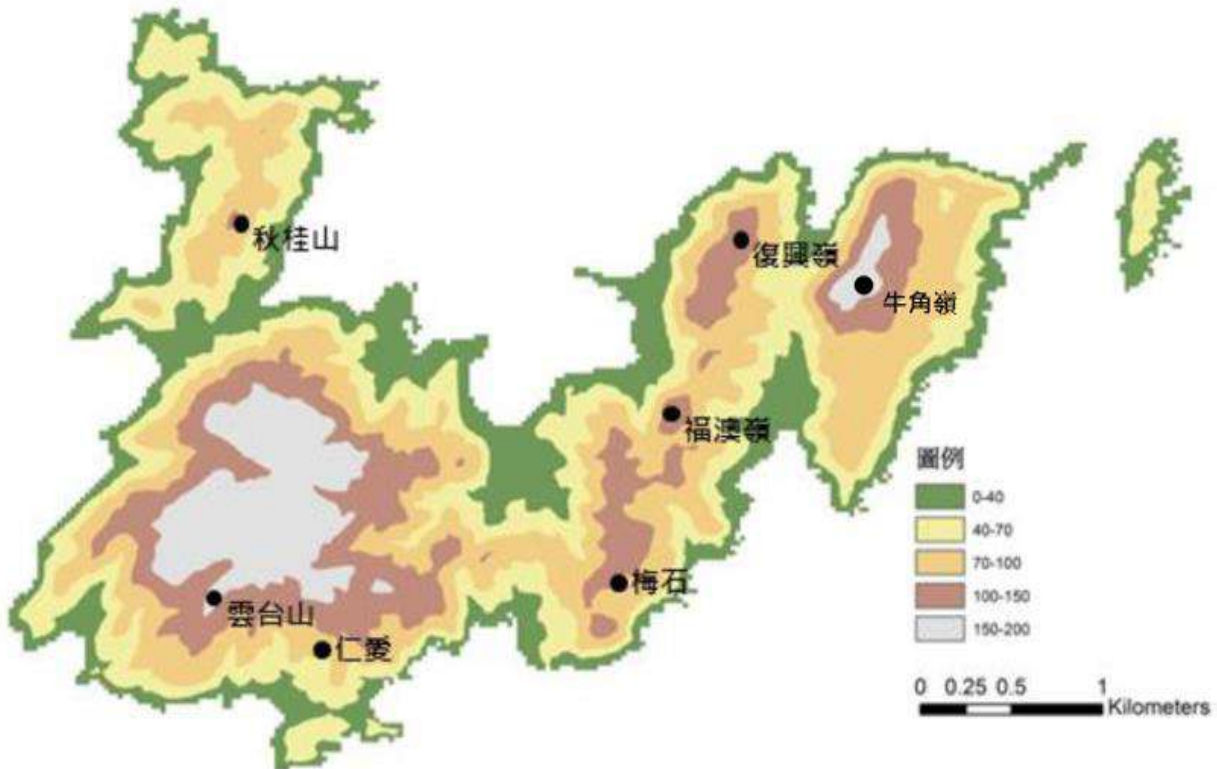 秋桂山
復興嶺
牛角嶺
福澳嶺
梅石
雲台山
仁愛
圖例
0-40
40-70
70-100
100-150
150-200
0 0.25 0.5 1
Kilometers